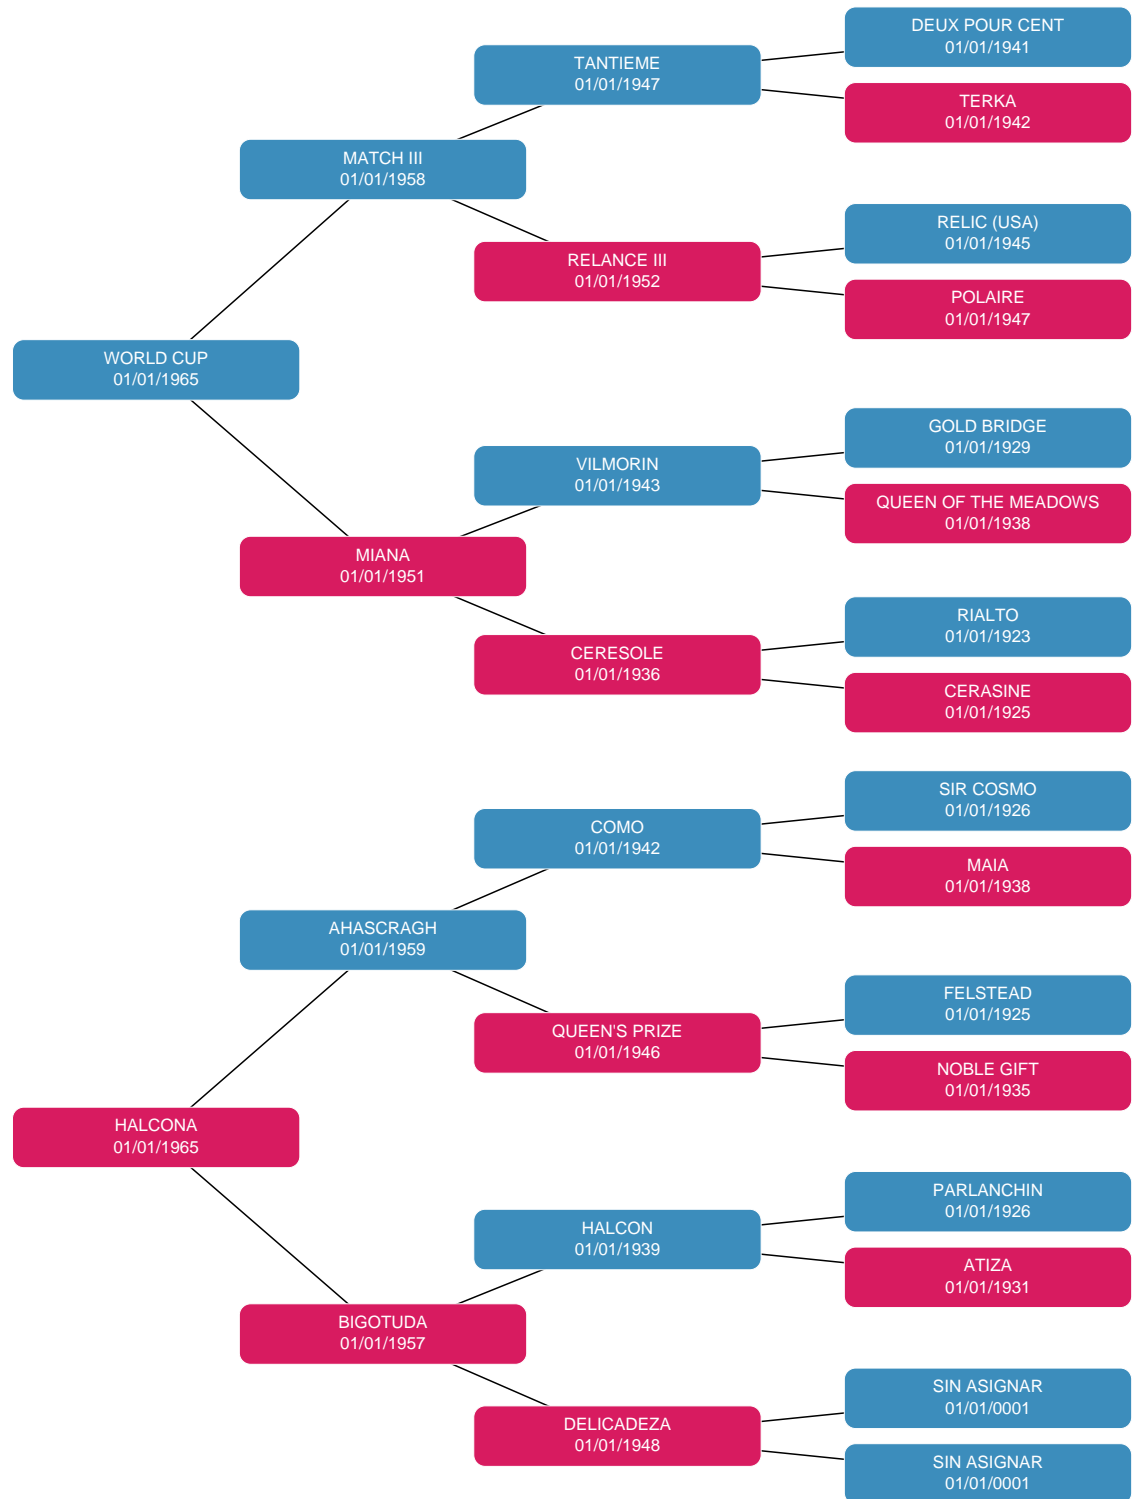 DEUX POUR CENT
01/01/1941
TANTIEME
01/01/1947
TERKA
01/01/1942
MATCH III
01/01/1958
RELIC (USA)
01/01/1945
RELANCE III
01/01/1952
POLAIRE
01/01/1947
WORLD CUP
01/01/1965
GOLD BRIDGE
01/01/1929
VILMORIN
01/01/1943
QUEEN OF THE MEADOWS
01/01/1938
MIANA
01/01/1951
RIALTO
01/01/1923
CERESOLE
01/01/1936
CERASINE
01/01/1925
SIR COSMO
01/01/1926
COMO
01/01/1942
MAIA
01/01/1938
AHASCRAGH
01/01/1959
FELSTEAD
01/01/1925
QUEEN'S PRIZE
01/01/1946
NOBLE GIFT
01/01/1935
HALCONA
01/01/1965
PARLANCHIN
01/01/1926
HALCON
01/01/1939
ATIZA
01/01/1931
BIGOTUDA
01/01/1957
SIN ASIGNAR
01/01/0001
DELICADEZA
01/01/1948
SIN ASIGNAR
01/01/0001